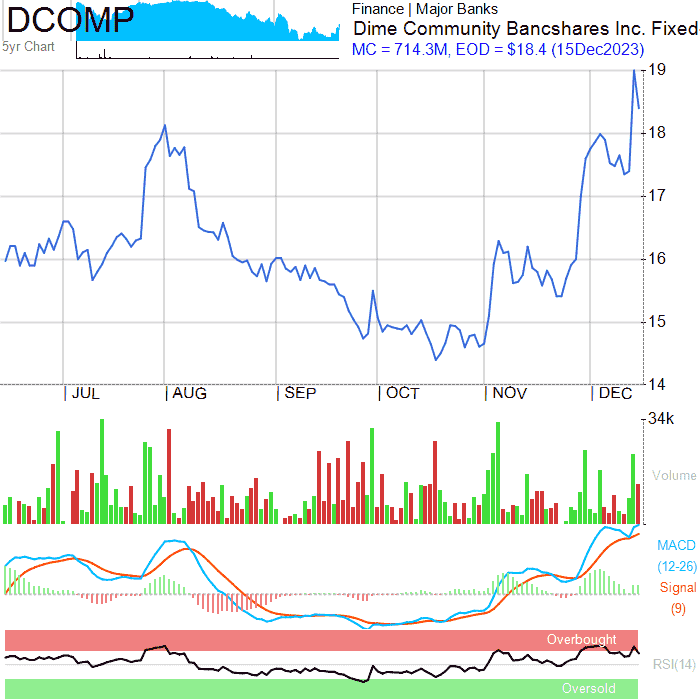 DCOMP
5yr Chart
Finance | Major Banks
Dime Community Bancshares Inc. Fixed
MC = 714.3M, EOD = $18.4 (15Dec2023)
19
18
17
16
15
14
| JUL | AUG | SEP | OCT | NOV | DEC
34k
Volume
MACD
(12-26)
Signal
(9)
Overbought
RSI(14)
Oversold